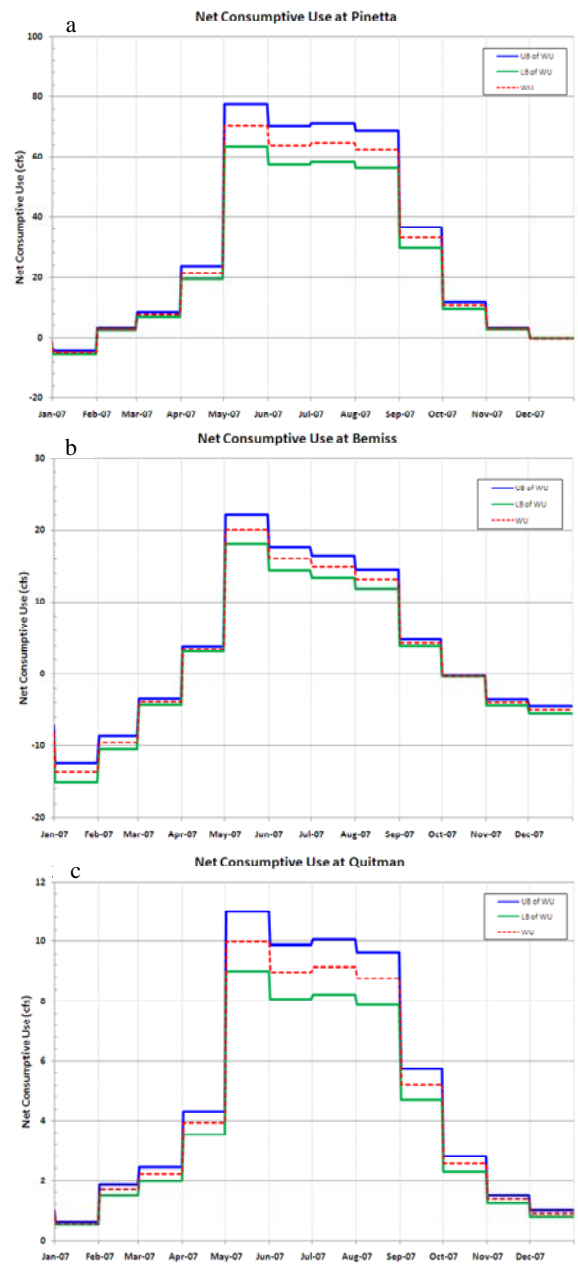 a
Net Consumptive Use at Pinetta
UB of WU
LB of WU
WU
Net Consumptive Use (cfs)
100
80
60
40
20
0
-20
Jan-07 Feb-07 Mar-07 Apr-07 May-07 Jun-07 Jul-07 Aug-07 Sep-07 Oct-07 Nov-07 Dec-07
b
Net Consumptive Use at Bemiss
UB of WU
LB of WU
WU
Net Consumptive Use (cfs)
30
20
10
0
-10
-20
Jan-07 Feb-07 Mar-07 Apr-07 May-07 Jun-07 Jul-07 Aug-07 Sep-07 Oct-07 Nov-07 Dec-07
c
Net Consumptive Use at Quitman
UB of WU
LB of WU
WU
Net Consumptive Use (cfs)
12
10
8
6
4
2
0
Jan-07 Feb-07 Mar-07 Apr-07 May-07 Jun-07 Jul-07 Aug-07 Sep-07 Oct-07 Nov-07 Dec-07